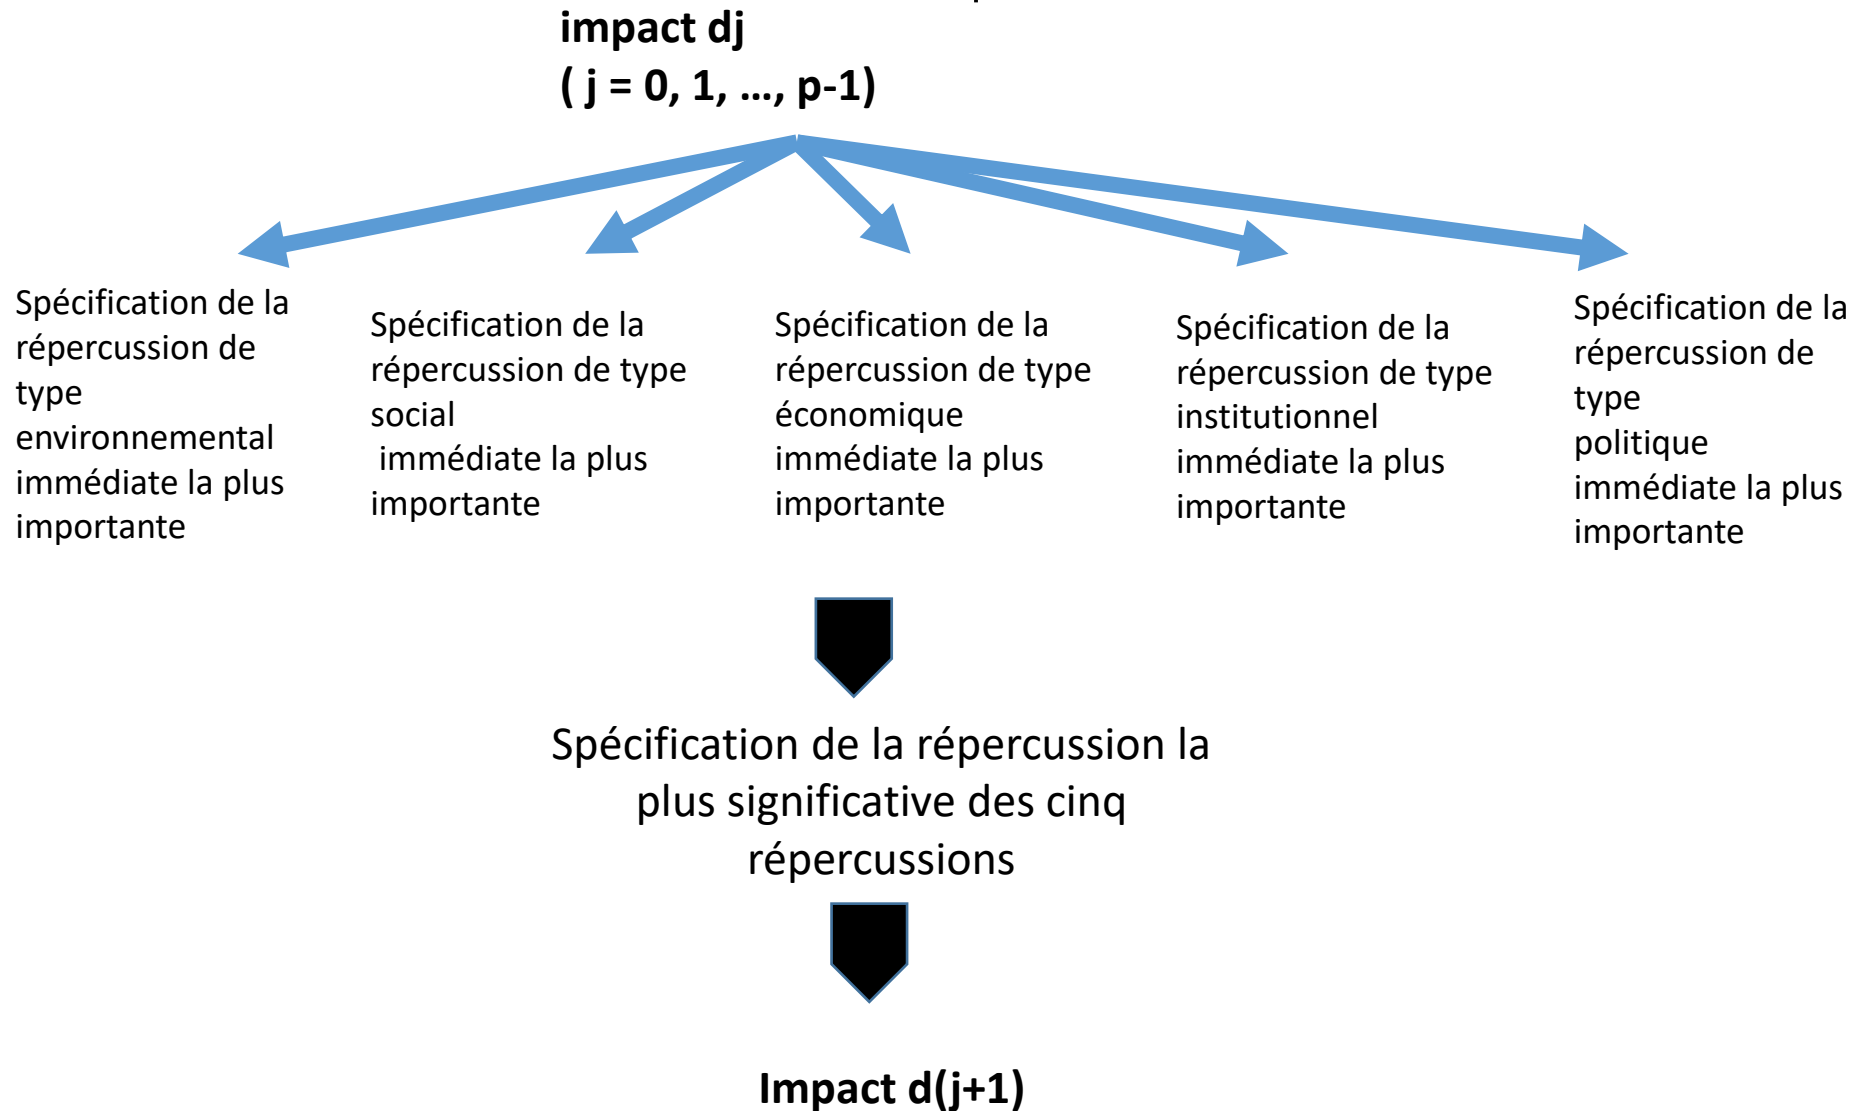 impact dj
( j = 0, 1, …, p-1)
Spécification de la
répercussion de
type
environnemental
immédiate la plus
importante
Spécification de la
répercussion de type
social
immédiate la plus
importante
Spécification de la
répercussion de type
économique
immédiate la plus
importante
Spécification de la
répercussion de type
institutionnel
immédiate la plus
importante
Spécification de la
répercussion de
type
politique
immédiate la plus
importante
Spécification de la répercussion la
plus significative des cinq
répercussions
Impact d(j+1)